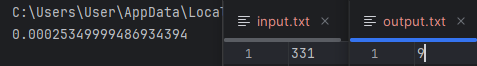 C:\Users\User\AppData\Loca
0.00025349999486934394
input.txt ×
output.txt ×
1 331
1 9